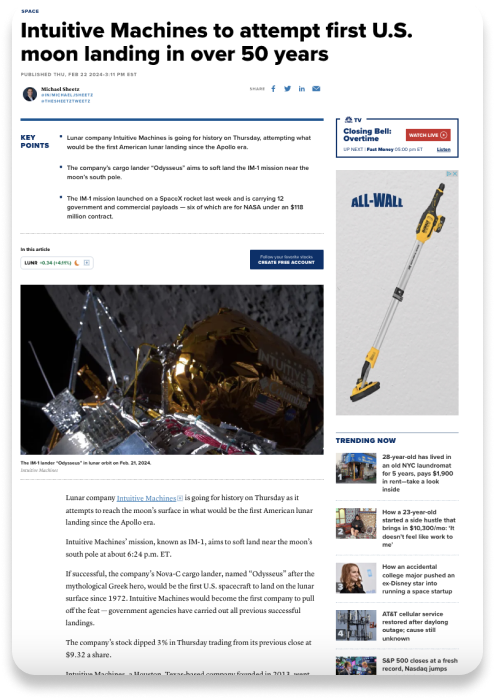 SPACE
Intuitive Machines to attempt first U.S.
moon landing in over 50 years
PUBLISHED THU, FEB 22 2024 5:11 PM EST
Michael Sheetz
@IN/MICHAELJSHEETZ
@THESHEETZTWEETZ
SHARE
KEY
POINTS
Lunar company Intuitive Machines is going for history on Thursday, attempting what
would be the first American lunar landing since the Apollo era.
The company's cargo lander "Odysseus" aims to soft land the IM-1 mission near the
moon's south pole.
The IM-1 mission launched on a SpaceX rocket last week and is carrying 12
government and commercial payloads — six of which are for NASA under an $118
million contract.
In this article
LUNR +0.34 (+4.11%)
Follow your favorite stocks
CREATE FREE ACCOUNT
The IM-1 lander "Odysseus" in lunar orbit on Feb. 21, 2024.
Intuitive Machines
Lunar company Intuitive Machines is going for history on Thursday as it
attempts to reach the moon's surface in what would be the first American lunar
landing since the Apollo era.
Intuitive Machines' mission, known as IM-1, aims to soft land near the moon's
south pole at about 6:24 p.m. ET.
If successful, the company's Nova-C cargo lander, named "Odysseus" after the
mythological Greek hero, would be the first U.S. spacecraft to land on the lunar
surface since 1972. Intuitive Machines would become the first company to pull
off the feat — government agencies have carried out all previous successful
landings.
The company's stock dipped 3% in Thursday trading from its previous close at
$9.32 a share.
Intuitive Machines, a Houston, Texas-based company founded in 2013, went
TV
Closing Bell:
Overtime
WATCH LIVE
UP NEXT | Fast Money 05:00 pm ET
Listen
ALL-WALL
TRENDING NOW
1
28-year-old has lived in
an old NYC laundromat
for 5 years, pays $1,900
in rent—take a look
inside
2
How a 23-year-old
started a side hustle that
brings in $10,300/mo: 'It
doesn't feel like work to
me'
3
How an accidental
college major pushed an
ex-Disney star into
running a space startup
4
AT&T cellular service
restored after daylong
outage; cause still
unknown
S&P 500 closes at a fresh
record, Nasdaq jumps